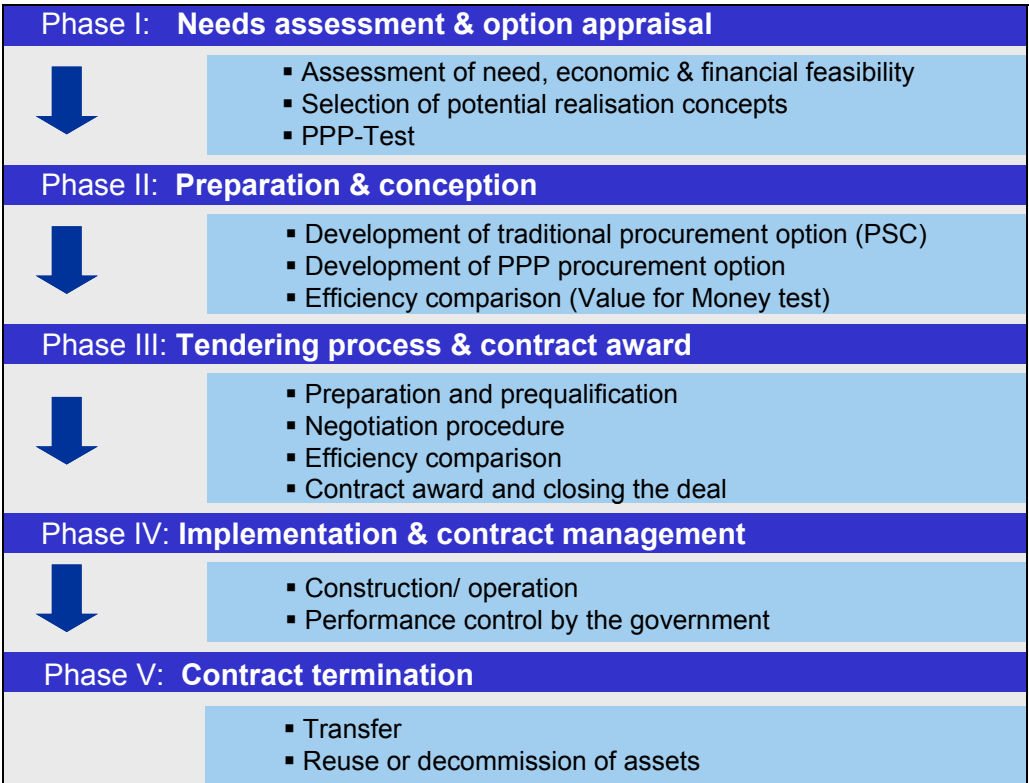 Phase I: Needs assessment & option appraisal
▪ Assessment of need, economic & financial feasibility
▪ Selection of potential realisation concepts
▪ PPP-Test
Phase II: Preparation & conception
▪ Development of traditional procurement option (PSC)
▪ Development of PPP procurement option
▪ Efficiency comparison (Value for Money test)
Phase III: Tendering process & contract award
▪ Preparation and prequalification
▪ Negotiation procedure
▪ Efficiency comparison
▪ Contract award and closing the deal
Phase IV: Implementation & contract management
▪ Construction/ operation
▪ Performance control by the government
Phase V: Contract termination
▪ Transfer
▪ Reuse or decommission of assets